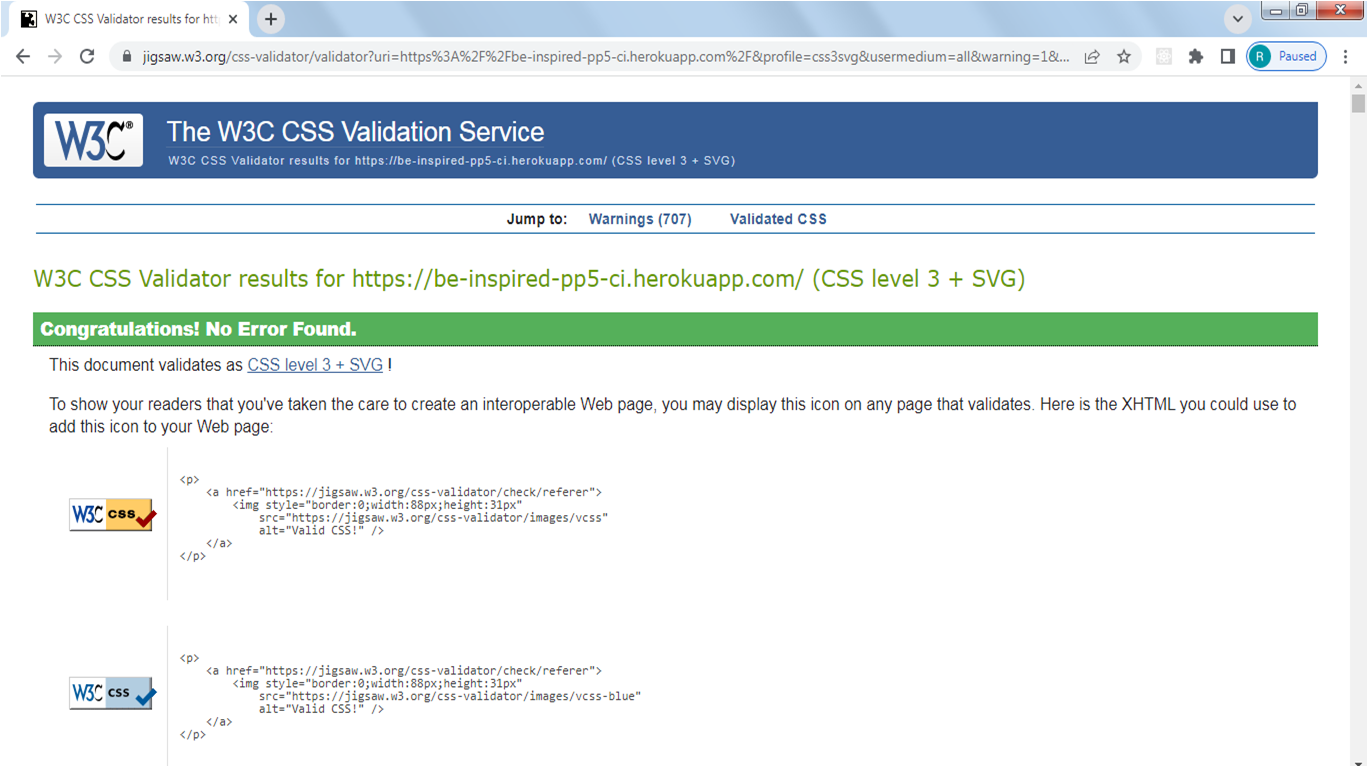 W3C CSS Validator results for htt
jigsaw.w3.org/css-validator/validator?uri=https%3A%2F%2Fbe-inspired-pp5-ci.herokuapp.com%2F&profile=css3svg&usermedium=all&warning=1&...
R Paused
W3C®
The W3C CSS Validation Service
W3C CSS Validator results for https://be-inspired-pp5-ci.herokuapp.com/ (CSS level 3 + SVG)
Jump to: Warnings (707) Validated CSS
W3C CSS Validator results for https://be-inspired-pp5-ci.herokuapp.com/ (CSS level 3 + SVG)
Congratulations! No Error Found.
This document validates as CSS level 3 + SVG !
To show your readers that you've taken the care to create an interoperable Web page, you may display this icon on any page that validates. Here is the XHTML you could use to
add this icon to your Web page:
W3C css
<p>
<a href="https://jigsaw.w3.org/css-validator/check/referer">
<img style="border:0;width:88px;height:31px"
src="https://jigsaw.w3.org/css-validator/images/vcss"
alt="Valid CSS!" />
</a>
</p>
W3C css
<p>
<a href="https://jigsaw.w3.org/css-validator/check/referer">
<img style="border:0;width:88px;height:31px"
src="https://jigsaw.w3.org/css-validator/images/vcss-blue"
alt="Valid CSS!" />
</a>
</p>